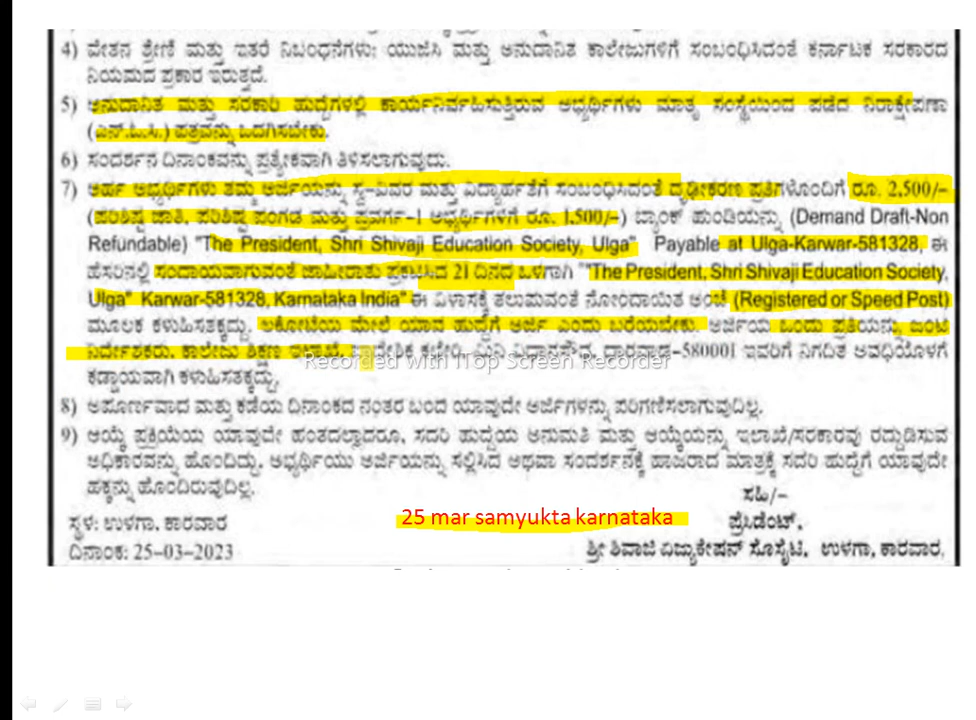 4) ವೇತನ ಶ್ರೇಣಿ ಮತ್ತು ಇತರೆ ನಿಬಂಧನೆಗಳು: ಯುಜಿಸಿ ಮತ್ತು ಅನುದಾನಿತ ಕಾಲೇಜುಗಳಿಗೆ ಸಂಬಂಧಿಸಿದಂತೆ ಕರ್ನಾಟಕ ಸರಕಾರದ
ನಿಯಮದ ಪ್ರಕಾರ ಇರುತ್ತದೆ.
5) ಅನುದಾನಿತ ಮತ್ತು ಸರಕಾರಿ ಹುದ್ದೆಗಳಲ್ಲಿ ಕಾರ್ಯನಿರ್ವಹಿಸುತ್ತಿರುವ ಅಭ್ಯರ್ಥಿಗಳು ಮಾತೃ ಸಂಸ್ಥೆಯಿಂದ ಪಡೆದ ನಿರಾಕ್ಷೇಪಣಾ
(ಎನ್.ಓ.ಸಿ.) ಪತ್ರವನ್ನು ಒದಗಿಸಬೇಕು.
6) ಸಂದರ್ಶನ ದಿನಾಂಕವನ್ನು ಪ್ರತ್ಯೇಕವಾಗಿ ತಿಳಿಸಲಾಗುವುದು.
7) ಅರ್ಹ ಅಭ್ಯರ್ಥಿಗಳು ತಮ್ಮ ಅರ್ಜಿಯನ್ನು ಸ್ವ-ವಿವರ ಮತ್ತು ವಿದ್ಯಾರ್ಹತೆಗೆ ಸಂಬಂಧಿಸಿದಂತೆ ದೃಢೀಕರಣ ಪ್ರತಿಗಳೊಂದಿಗೆ ರೂ. 2,500/-
(ಪರಿಶಿಷ್ಟ ಜಾತಿ, ಪರಿಶಿಷ್ಟ ಪಂಗಡ ಮತ್ತು ಪ್ರವರ್ಗ-1 ಅಭ್ಯರ್ಥಿಗಳಿಗೆ ರೂ. 1,500/-) ಬ್ಯಾಂಕ್ ಹುಂಡಿಯನ್ನು (Demand Draft-Non
Refundable) "The President, Shri Shivaji Education Society, Ulga" Payable at Ulga-Karwar-581328, ಈ
ಹೆಸರಿನಲ್ಲಿ ಸಂದಾಯವಾಗುವಂತೆ ಜಾಹೀರಾತು ಪ್ರಕಟಿಸಿದ 21 ದಿನದ ಒಳಗಾಗಿ "The President, Shri Shivaji Education Society,
Ulga" Karwar-581328, Karnataka India" ಈ ವಿಳಾಸಕ್ಕೆ ತಲುಪುವಂತೆ ನೋಂದಾಯಿತ ಅಂಚೆ (Registered or Speed Post)
ಮೂಲಕ ಕಳುಹಿಸತಕ್ಕದ್ದು. ಲಕೋಟೆಯ ಮೇಲೆ ಯಾವ ಹುದ್ದೆಗೆ ಅರ್ಜಿ ಎಂದು ಬರೆಯಬೇಕು. ಅರ್ಜಿಯ ಒಂದು ಪ್ರತಿಯನ್ನು ಜಂಟಿ
ನಿರ್ದೇಶಕರು, ಕಾಲೇಜು ಶಿಕ್ಷಣ ಇಲಾಖೆ, ಪ್ರಾದೇಶಿಕ ಕಛೇರಿ, ಮಿನಿ ವಿಧಾನಸೌಧ, ಧಾರವಾಡ-580001 ಇವರಿಗೆ ನಿಗದಿತ ಅವಧಿಯೊಳಗೆ
Recorded with iTop Screen Recorder
ಕಡ್ಡಾಯವಾಗಿ ಕಳುಹಿಸತಕ್ಕದ್ದು.
8) ಅಪೂರ್ಣವಾದ ಮತ್ತು ಕಡೆಯ ದಿನಾಂಕದ ನಂತರ ಬಂದ ಯಾವುದೇ ಅರ್ಜಿಗಳನ್ನು ಪರಿಗಣಿಸಲಾಗುವುದಿಲ್ಲ.
9) ಆಯ್ಕೆ ಪ್ರಕ್ರಿಯೆಯ ಯಾವುದೇ ಹಂತದಲ್ಲಾದರೂ, ಸದರಿ ಹುದ್ದೆಯ ಅನುಮತಿ ಮತ್ತು ಆಯ್ಕೆಯನ್ನು ಇಲಾಖೆ/ಸರಕಾರವು ರದ್ದುಪಡಿಸುವ
ಅಧಿಕಾರವನ್ನು ಹೊಂದಿದ್ದು, ಅಭ್ಯರ್ಥಿಯು ಅರ್ಜಿಯನ್ನು ಸಲ್ಲಿಸಿದ ಅಥವಾ ಸಂದರ್ಶನಕ್ಕೆ ಹಾಜರಾದ ಮಾತ್ರಕ್ಕೆ ಸದರಿ ಹುದ್ದೆಗೆ ಯಾವುದೇ
ಹಕ್ಕನ್ನು ಹೊಂದಿರುವುದಿಲ್ಲ.
ಸಹಿ/-
25 mar samyukta karnataka
ಸ್ಥಳ: ಉಳಗಾ, ಕಾರವಾರ
ಪ್ರೆಸಿಡೆಂಟ್,
ದಿನಾಂಕ: 25-03-2023
ಶ್ರೀ ಶಿವಾಜಿ ಎಜ್ಯುಕೇಷನ್ ಸೊಸೈಟಿ, ಉಳಗಾ, ಕಾರವಾರ.